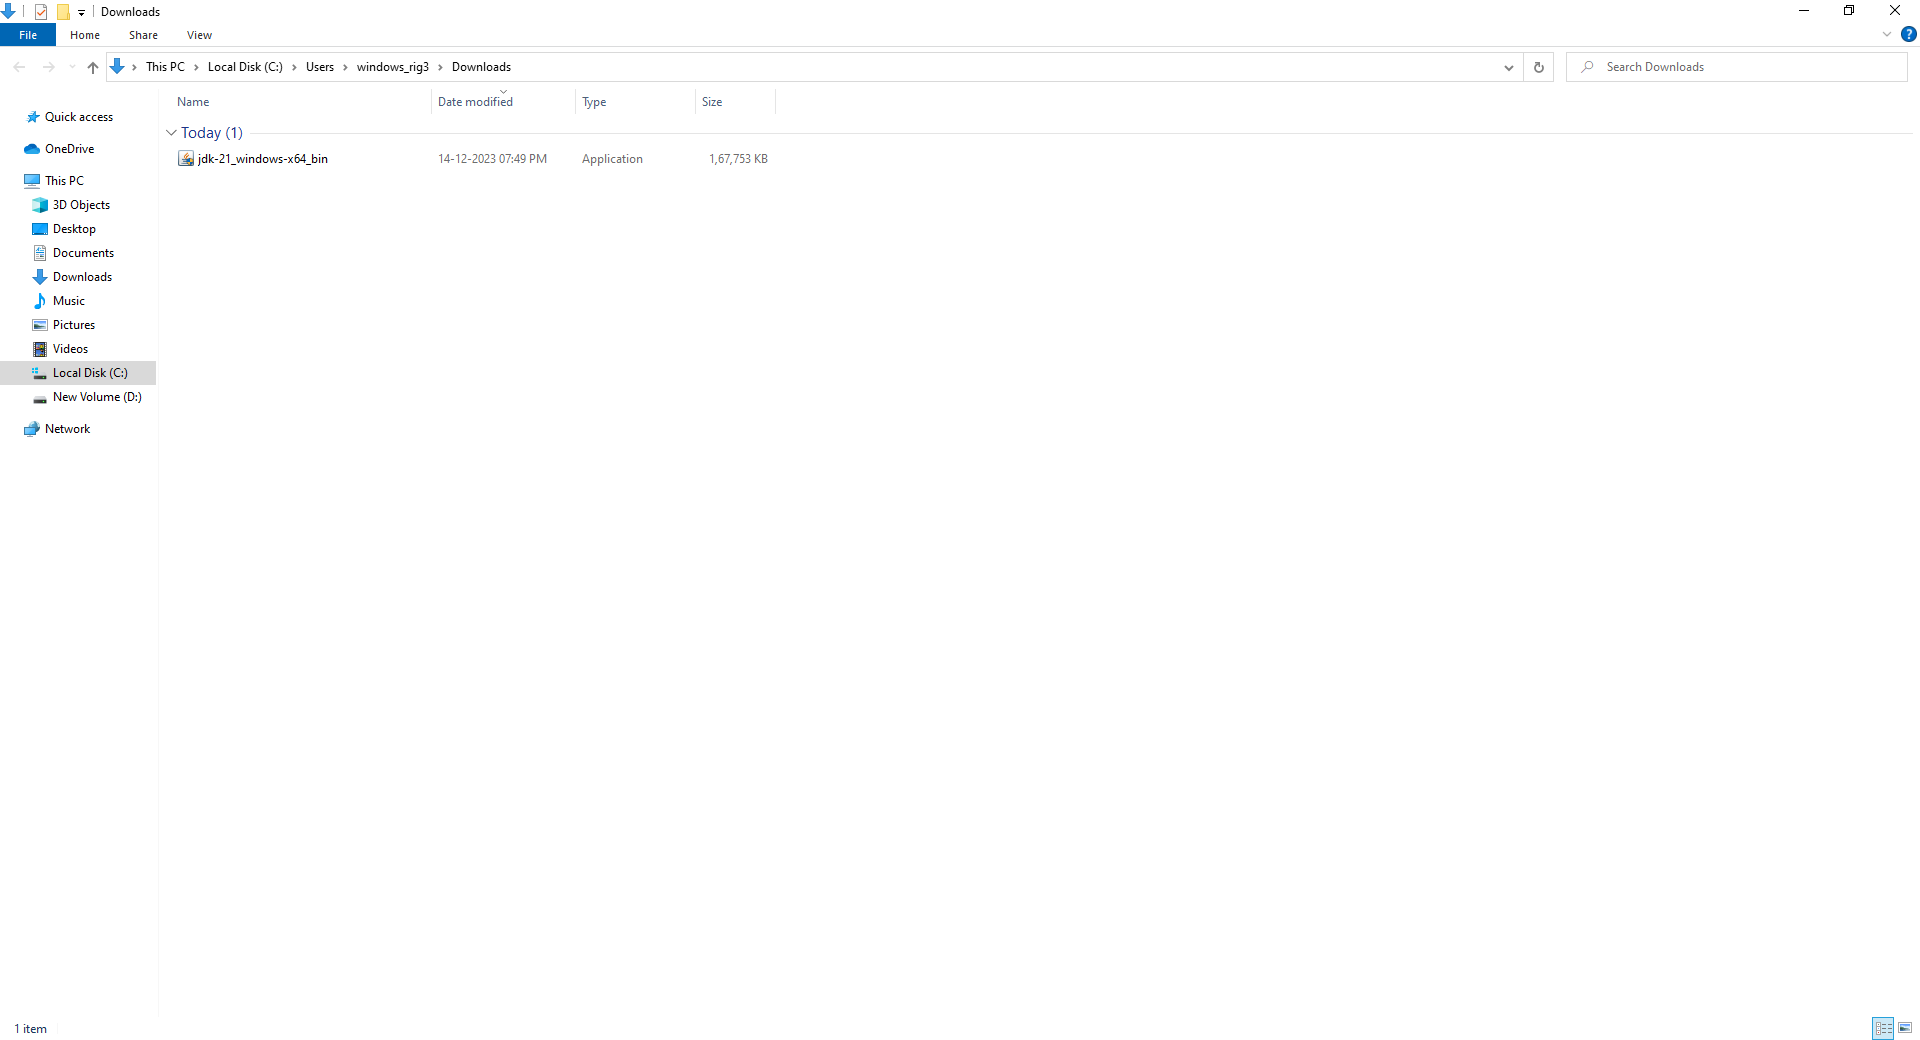 Downloads
File Home Share View
This PC Local Disk (C:) Users windows_rig3 Downloads
Search Downloads
Name Date modified Type Size
Today (1)
jdk-21_windows-x64_bin 14-12-2023 07:49 PM Application 1,67,753 KB
Quick access
OneDrive
This PC
3D Objects
Desktop
Documents
Downloads
Music
Pictures
Videos
Local Disk (C:)
New Volume (D:)
Network
1 item